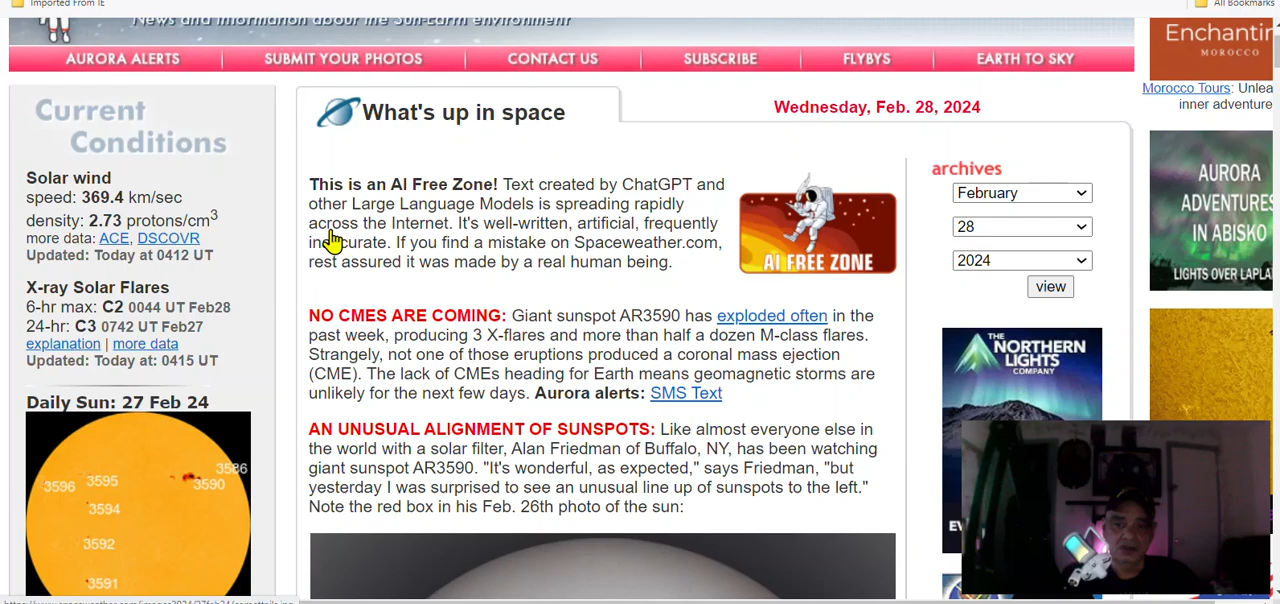 Imported From IE
All Bookmarks
News and information about the Sun-Earth environment
AURORA ALERTS
SUBMIT YOUR PHOTOS
CONTACT US
SUBSCRIBE
FLYBYS
EARTH TO SKY
Current
Conditions
Solar wind
speed: 369.4 km/sec
density: 2.73 protons/cm3
more data: ACE, DSCOVR
Updated: Today at 0412 UT
X-ray Solar Flares
6-hr max: C2 0044 UT Feb28
24-hr: C3 0742 UT Feb27
explanation | more data
Updated: Today at 0415 UT
Daily Sun: 27 Feb 24
3586
3595
3596
3590
3594
3592
3591
What's up in space
Wednesday, Feb. 28, 2024
This is an AI Free Zone! Text created by ChatGPT and
other Large Language Models is spreading rapidly
across the Internet. It's well-written, artificial, frequently
inaccurate. If you find a mistake on Spaceweather.com,
rest assured it was made by a real human being.
AI FREE ZONE
NO CMES ARE COMING: Giant sunspot AR3590 has exploded often in the
past week, producing 3 X-flares and more than half a dozen M-class flares.
Strangely, not one of those eruptions produced a coronal mass ejection
(CME). The lack of CMEs heading for Earth means geomagnetic storms are
unlikely for the next few days. Aurora alerts: SMS Text
AN UNUSUAL ALIGNMENT OF SUNSPOTS: Like almost everyone else in
the world with a solar filter, Alan Friedman of Buffalo, NY, has been watching
giant sunspot AR3590. "It's wonderful, as expected," says Friedman, "but
yesterday I was surprised to see an unusual line up of sunspots to the left."
Note the red box in his Feb. 26th photo of the sun:
archives
February
28
2024
view
THE
NORTHERN
LIGHTS
COMPANY
Enchantin
MOROCCO
Morocco Tours: Unlea
inner adventure
AURORA
ADVENTURES
IN ABISKO
LIGHTS OVER LAPLA